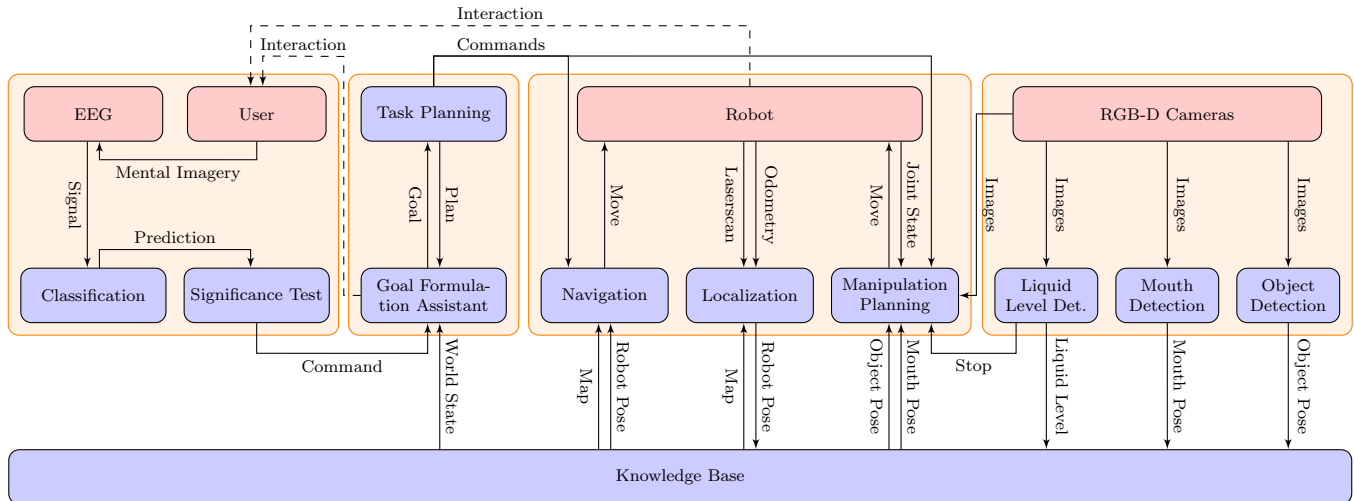 Interaction
Interaction
Commands
EEG
User
Task Planning
Robot
RGB-D Cameras
Mental Imagery
Signal
Goal
Plan
Move
Laserscan
Odometry
Move
Joint State
Images
Images
Images
Images
Prediction
Classification
Significance Test
Goal Formula-
tion Assistant
Navigation
Localization
Manipulation
Planning
Liquid
Level Det.
Mouth
Detection
Object
Detection
Command
World State
Map
Robot Pose
Map
Robot Pose
Object Pose
Mouth Pose
Stop
Liquid Level
Mouth Pose
Object Pose
Knowledge Base